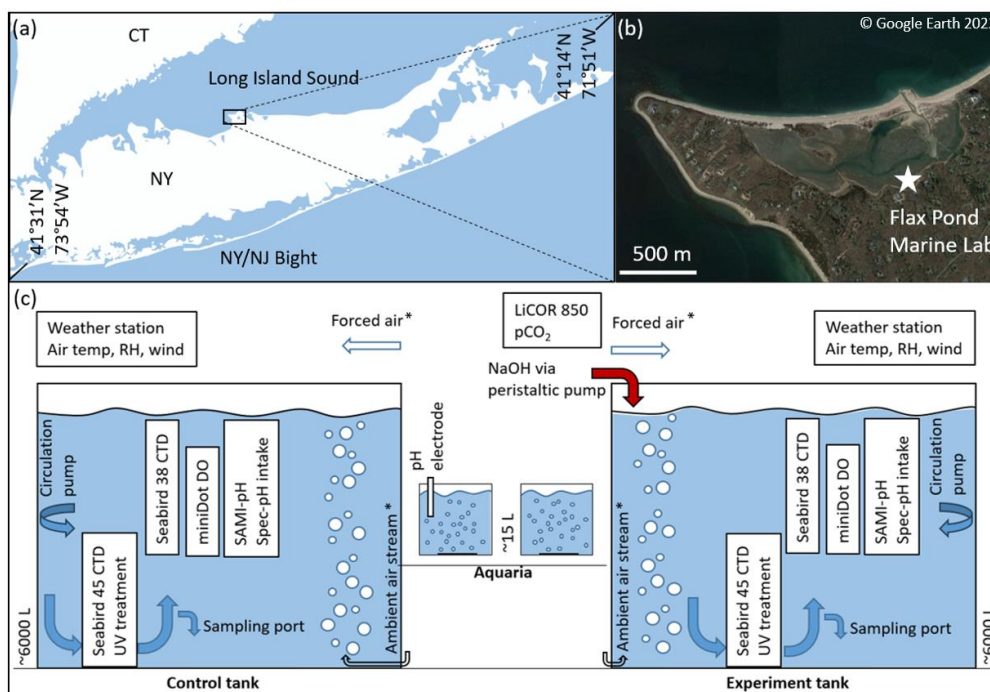 (a)
CT
Long Island Sound
41°14′N
71°51′W
NY
41°31′N
73°54′W
NY/NJ Bight
© Google Earth 2022
(b)
Flax Pond
Marine Lab
500 m
(c)
Weather station
Air temp, RH, wind
Forced air*
LiCOR 850
pCO₂
Forced air*
Weather station
Air temp, RH, wind
NaOH via
peristaltic pump
Circulation
pump
Seabird 38 CTD
miniDot DO
SAMI-pH
Spec-pH intake
Seabird 45 CTD
UV treatment
Sampling port
Ambient air stream*
~6000 L
Control tank
pH
electrode
~15 L
Aquaria
Ambient air stream*
Seabird 38 CTD
miniDot DO
SAMI-pH
Spec-pH intake
Circulation
pump
Seabird 45 CTD
UV treatment
Sampling port
~6000 L
Experiment tank